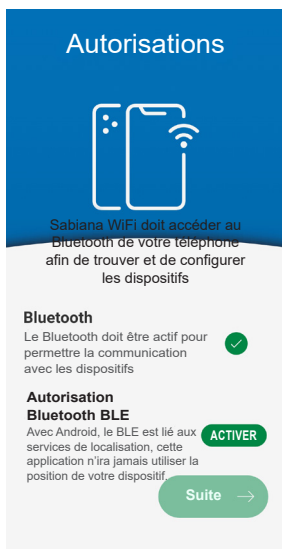 Autorisations
Sabiana WiFi doit accéder au
Bluetooth de votre téléphone
afin de trouver et de configurer
les dispositifs
Bluetooth
Le Bluetooth doit être actif pour
permettre la communication
avec les dispositifs
Autorisation
Bluetooth BLE
Avec Android, le BLE est lié aux
services de localisation, cette
application n'ira jamais utiliser la
position de votre dispositif.
ACTIVER
Suite